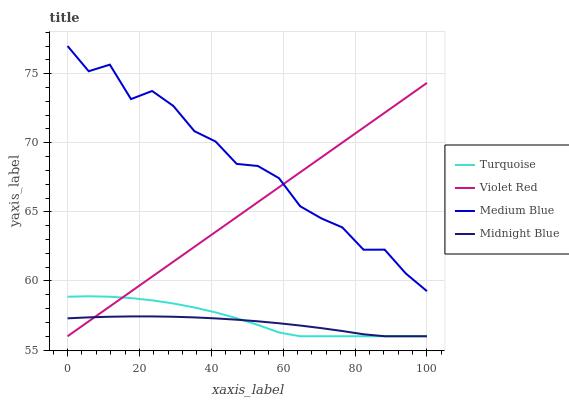 title
75
70
65
60
55
0 20 40 60 80 100
xaxis_label
yaxis_label
Turquoise
Violet Red
Medium Blue
Midnight Blue